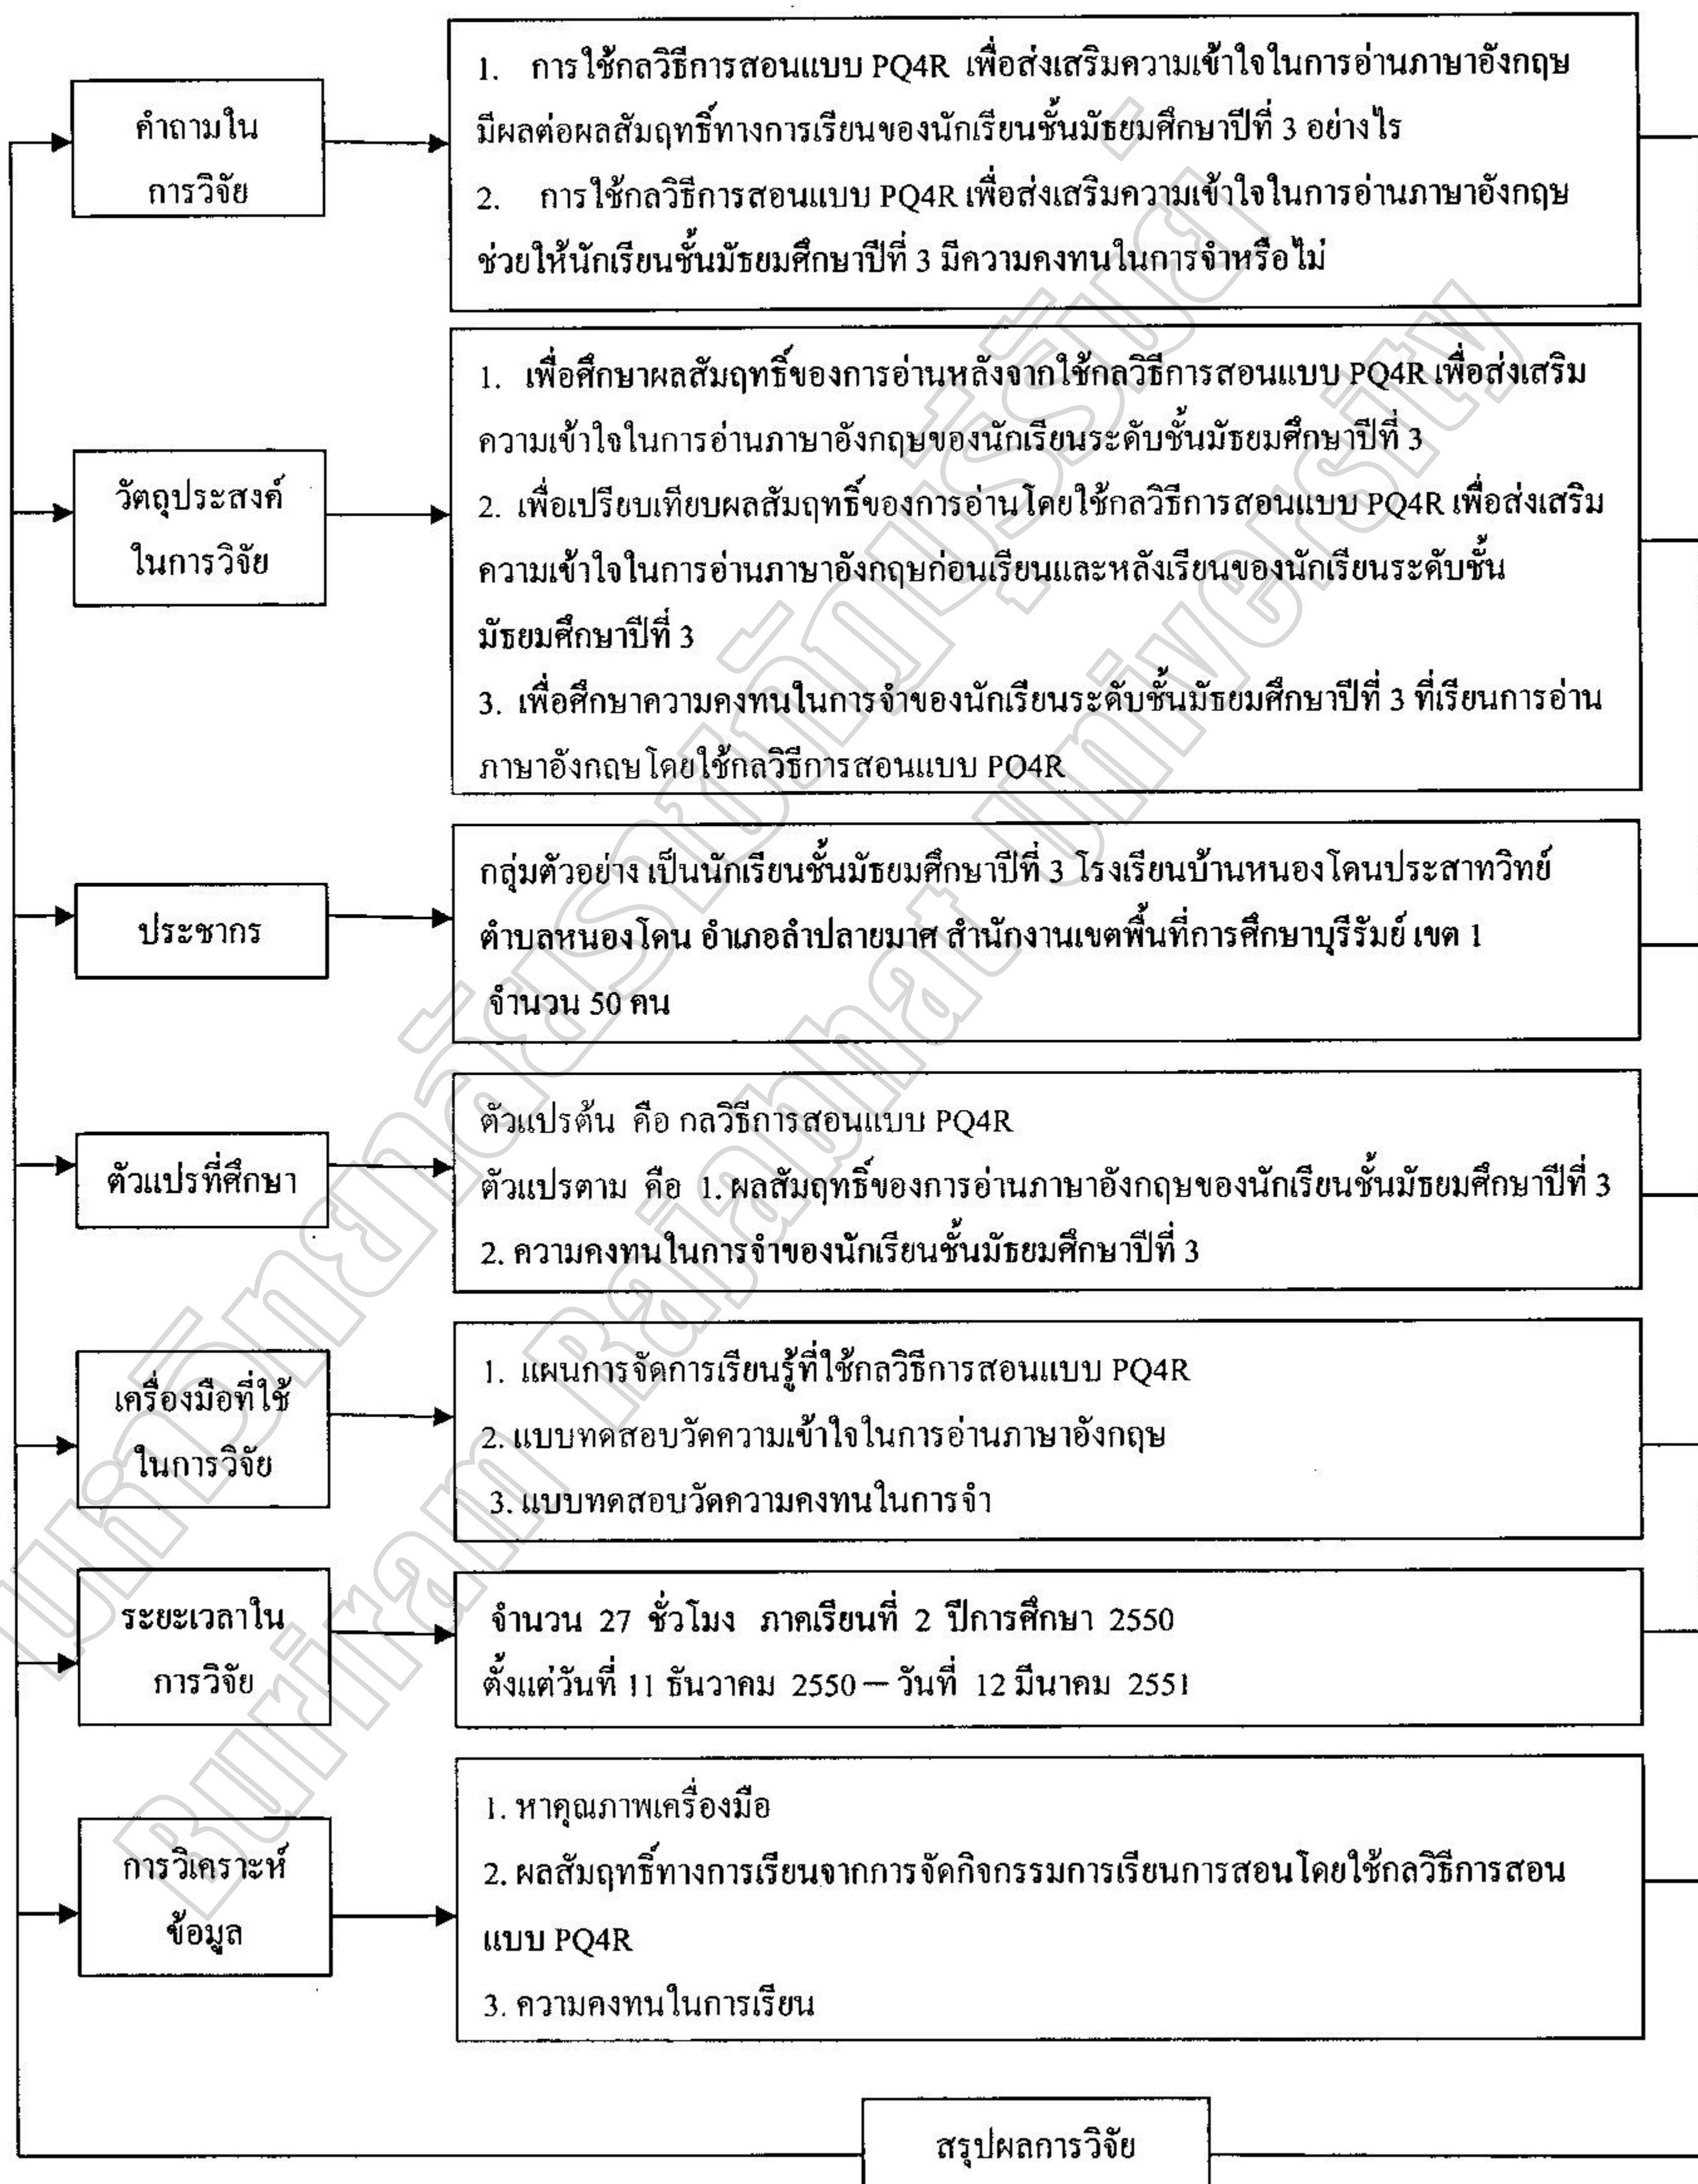 คำถามใน
การวิจัย
1. การใช้กลวิธีการสอนแบบ PQ4R เพื่อส่งเสริมความเข้าใจในการอ่านภาษาอังกฤษ
มีผลต่อผลสัมฤทธิ์ทางการเรียนของนักเรียนชั้นมัธยมศึกษาปีที่ 3 อย่างไร
2. การใช้กลวิธีการสอนแบบ PQ4R เพื่อส่งเสริมความเข้าใจในการอ่านภาษาอังกฤษ
ช่วยให้นักเรียนชั้นมัธยมศึกษาปีที่ 3 มีความคงทนในการจำหรือไม่
วัตถุประสงค์
ในการวิจัย
1. เพื่อศึกษาผลสัมฤทธิ์ของการอ่านหลังจากใช้กลวิธีการสอนแบบ PQ4R เพื่อส่งเสริม
ความเข้าใจในการอ่านภาษาอังกฤษของนักเรียนระดับชั้นมัธยมศึกษาปีที่ 3
2. เพื่อเปรียบเทียบผลสัมฤทธิ์ของการอ่านโดยใช้กลวิธีการสอนแบบ PQ4R เพื่อส่งเสริม
ความเข้าใจในการอ่านภาษาอังกฤษก่อนเรียนและหลังเรียนของนักเรียนระดับชั้น
มัธยมศึกษาปีที่ 3
3. เพื่อศึกษาความคงทนในการจำของนักเรียนระดับชั้นมัธยมศึกษาปีที่ 3 ที่เรียนการอ่าน
ภาษาอังกฤษโดยใช้กลวิธีการสอนแบบ PQ4R
ประชากร
กลุ่มตัวอย่าง เป็นนักเรียนชั้นมัธยมศึกษาปีที่ 3 โรงเรียนบ้านหนองโดนประสาทวิทย์
ตำบลหนองโดน อำเภอลำปลายมาศ สำนักงานเขตพื้นที่การศึกษาบุรีรัมย์ เขต 1
จำนวน 50 คน
ตัวแปรที่ศึกษา
ตัวแปรต้น คือ กลวิธีการสอนแบบ PQ4R
ตัวแปรตาม คือ 1. ผลสัมฤทธิ์ของการอ่านภาษาอังกฤษของนักเรียนชั้นมัธยมศึกษาปีที่ 3
2. ความคงทนในการจำของนักเรียนชั้นมัธยมศึกษาปีที่ 3
เครื่องมือที่ใช้
ในการวิจัย
1. แผนการจัดการเรียนรู้ที่ใช้กลวิธีการสอนแบบ PQ4R
2. แบบทดสอบวัดความเข้าใจในการอ่านภาษาอังกฤษ
3. แบบทดสอบวัดความคงทนในการจำ
ระยะเวลาใน
การวิจัย
จำนวน 27 ชั่วโมง ภาคเรียนที่ 2 ปีการศึกษา 2550
ตั้งแต่วันที่ 11 ธันวาคม 2550 – วันที่ 12 มีนาคม 2551
การวิเคราะห์
ข้อมูล
1. หาคุณภาพเครื่องมือ
2. ผลสัมฤทธิ์ทางการเรียนจากการจัดกิจกรรมการเรียนการสอนโดยใช้กลวิธีการสอน
แบบ PQ4R
3. ความคงทนในการเรียน
สรุปผลการวิจัย
มหาวิทยาลัยราชภัฏบุรีรัมย์
Buriram Rajabhat University